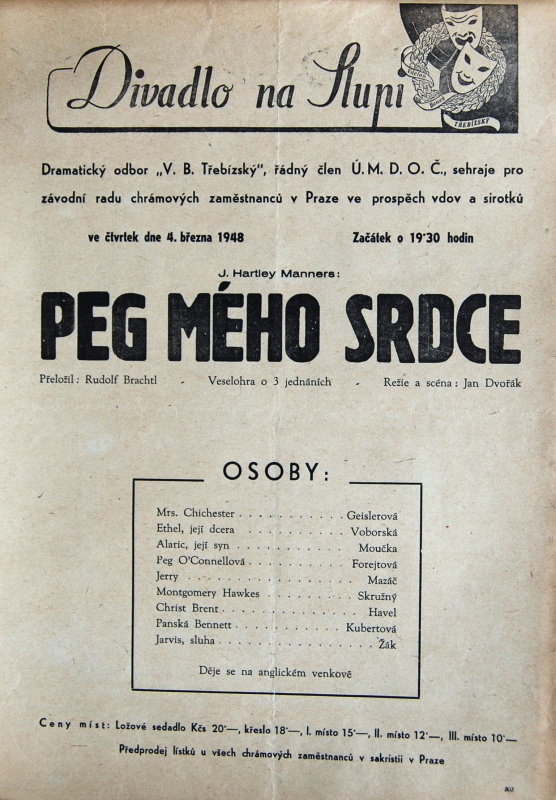 Divadlo na Slupi
TŘEBÍZSKÝ
Dramatický odbor „V. B. Třebízský“, řádný člen Ú. M. D. O. Č., sehraje pro
závodní radu chrámových zaměstnanců v Praze ve prospěch vdov a sirotků
ve čtvrtek dne 4. března 1948 Začátek o 19·30 hodin
J. Hartley Manners:
PEG MÉHO SRDCE
Přeložil: Rudolf Brachtl - Veselohra o 3 jednáních - Režie a scéna: Jan Dvořák
OSOBY:
Mrs. Chichester . . . . . . . . . . . Geislerová
Ethel, její dcera . . . . . . . . . . . Voborská
Alaric, její syn . . . . . . . . . . . . Moučka
Peg O'Connellová . . . . . . . . . . Forejtová
Jerry . . . . . . . . . . . . . . . . . Mazáč
Montgomery Hawkes . . . . . . . . . Skružný
Christ Brent . . . . . . . . . . . . . . Havel
Panská Bennett . . . . . . . . . . . Kubertová
Jarvis, sluha . . . . . . . . . . . . . . . Žák
Děje se na anglickém venkově
Ceny míst: Ložové sedadlo Kčs 20·—, křeslo 18·—, I. místo 15·—, II. místo 12·—, III. místo 10·—
Předprodej lístků u všech chrámových zaměstnanců v sakristii v Praze